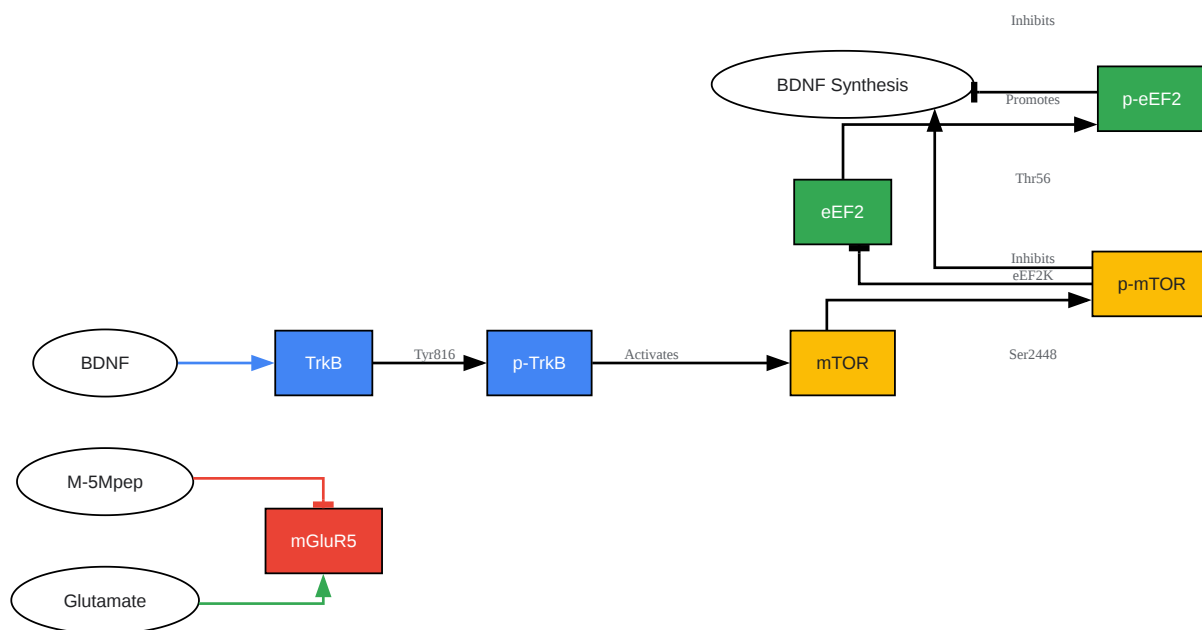 Inhibits
BDNF Synthesis
p-eEF2
Promotes
Thr56
eEF2
Inhibits
eEF2K
p-mTOR
BDNF
TrkB
Tyr816
p-TrkB
Activates
mTOR
Ser2448
M-5Mpep
mGluR5
Glutamate